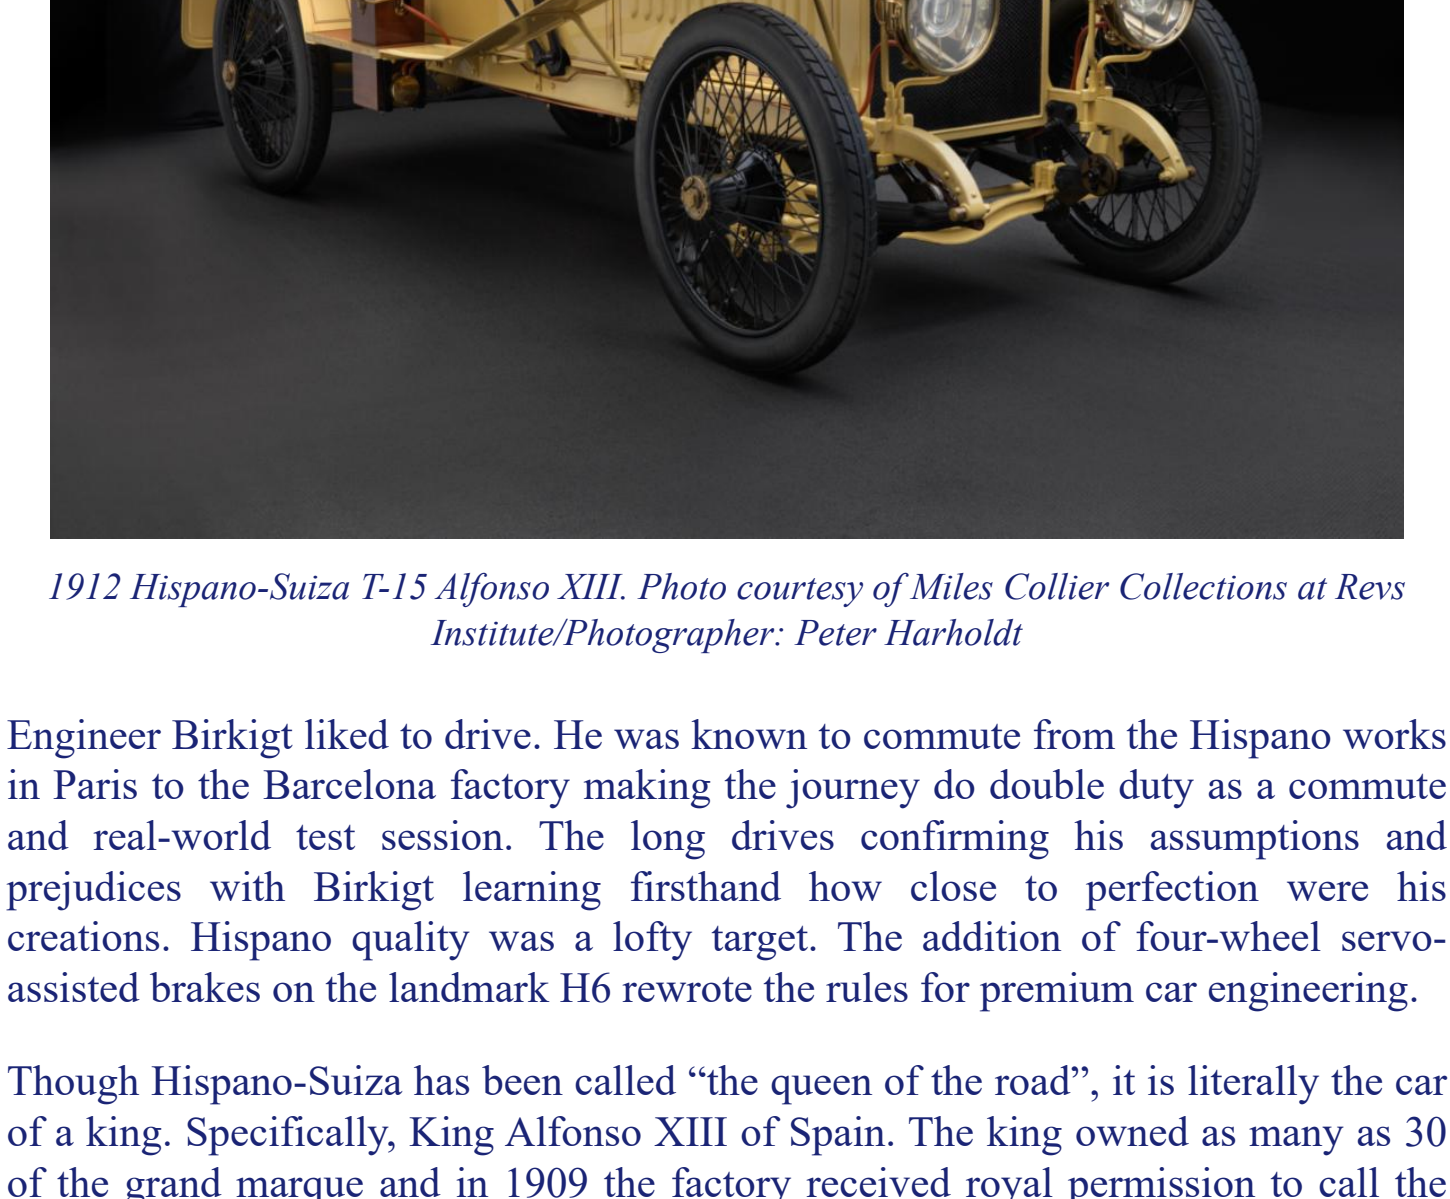 1912 Hispano-Suiza T-15 Alfonso XIII. Photo courtesy of Miles Collier Collections at Revs
Institute/Photographer: Peter Harholdt
Engineer Birkigt liked to drive. He was known to commute from the Hispano works
in Paris to the Barcelona factory making the journey do double duty as a commute
and real-world test session. The long drives confirming his assumptions and
prejudices with Birkigt learning firsthand how close to perfection were his
creations. Hispano quality was a lofty target. The addition of four-wheel servo-
assisted brakes on the landmark H6 rewrote the rules for premium car engineering.
Though Hispano-Suiza has been called “the queen of the road”, it is literally the car
of a king. Specifically, King Alfonso XIII of Spain. The king owned as many as 30
of the grand marque and in 1909 the factory received royal permission to call the